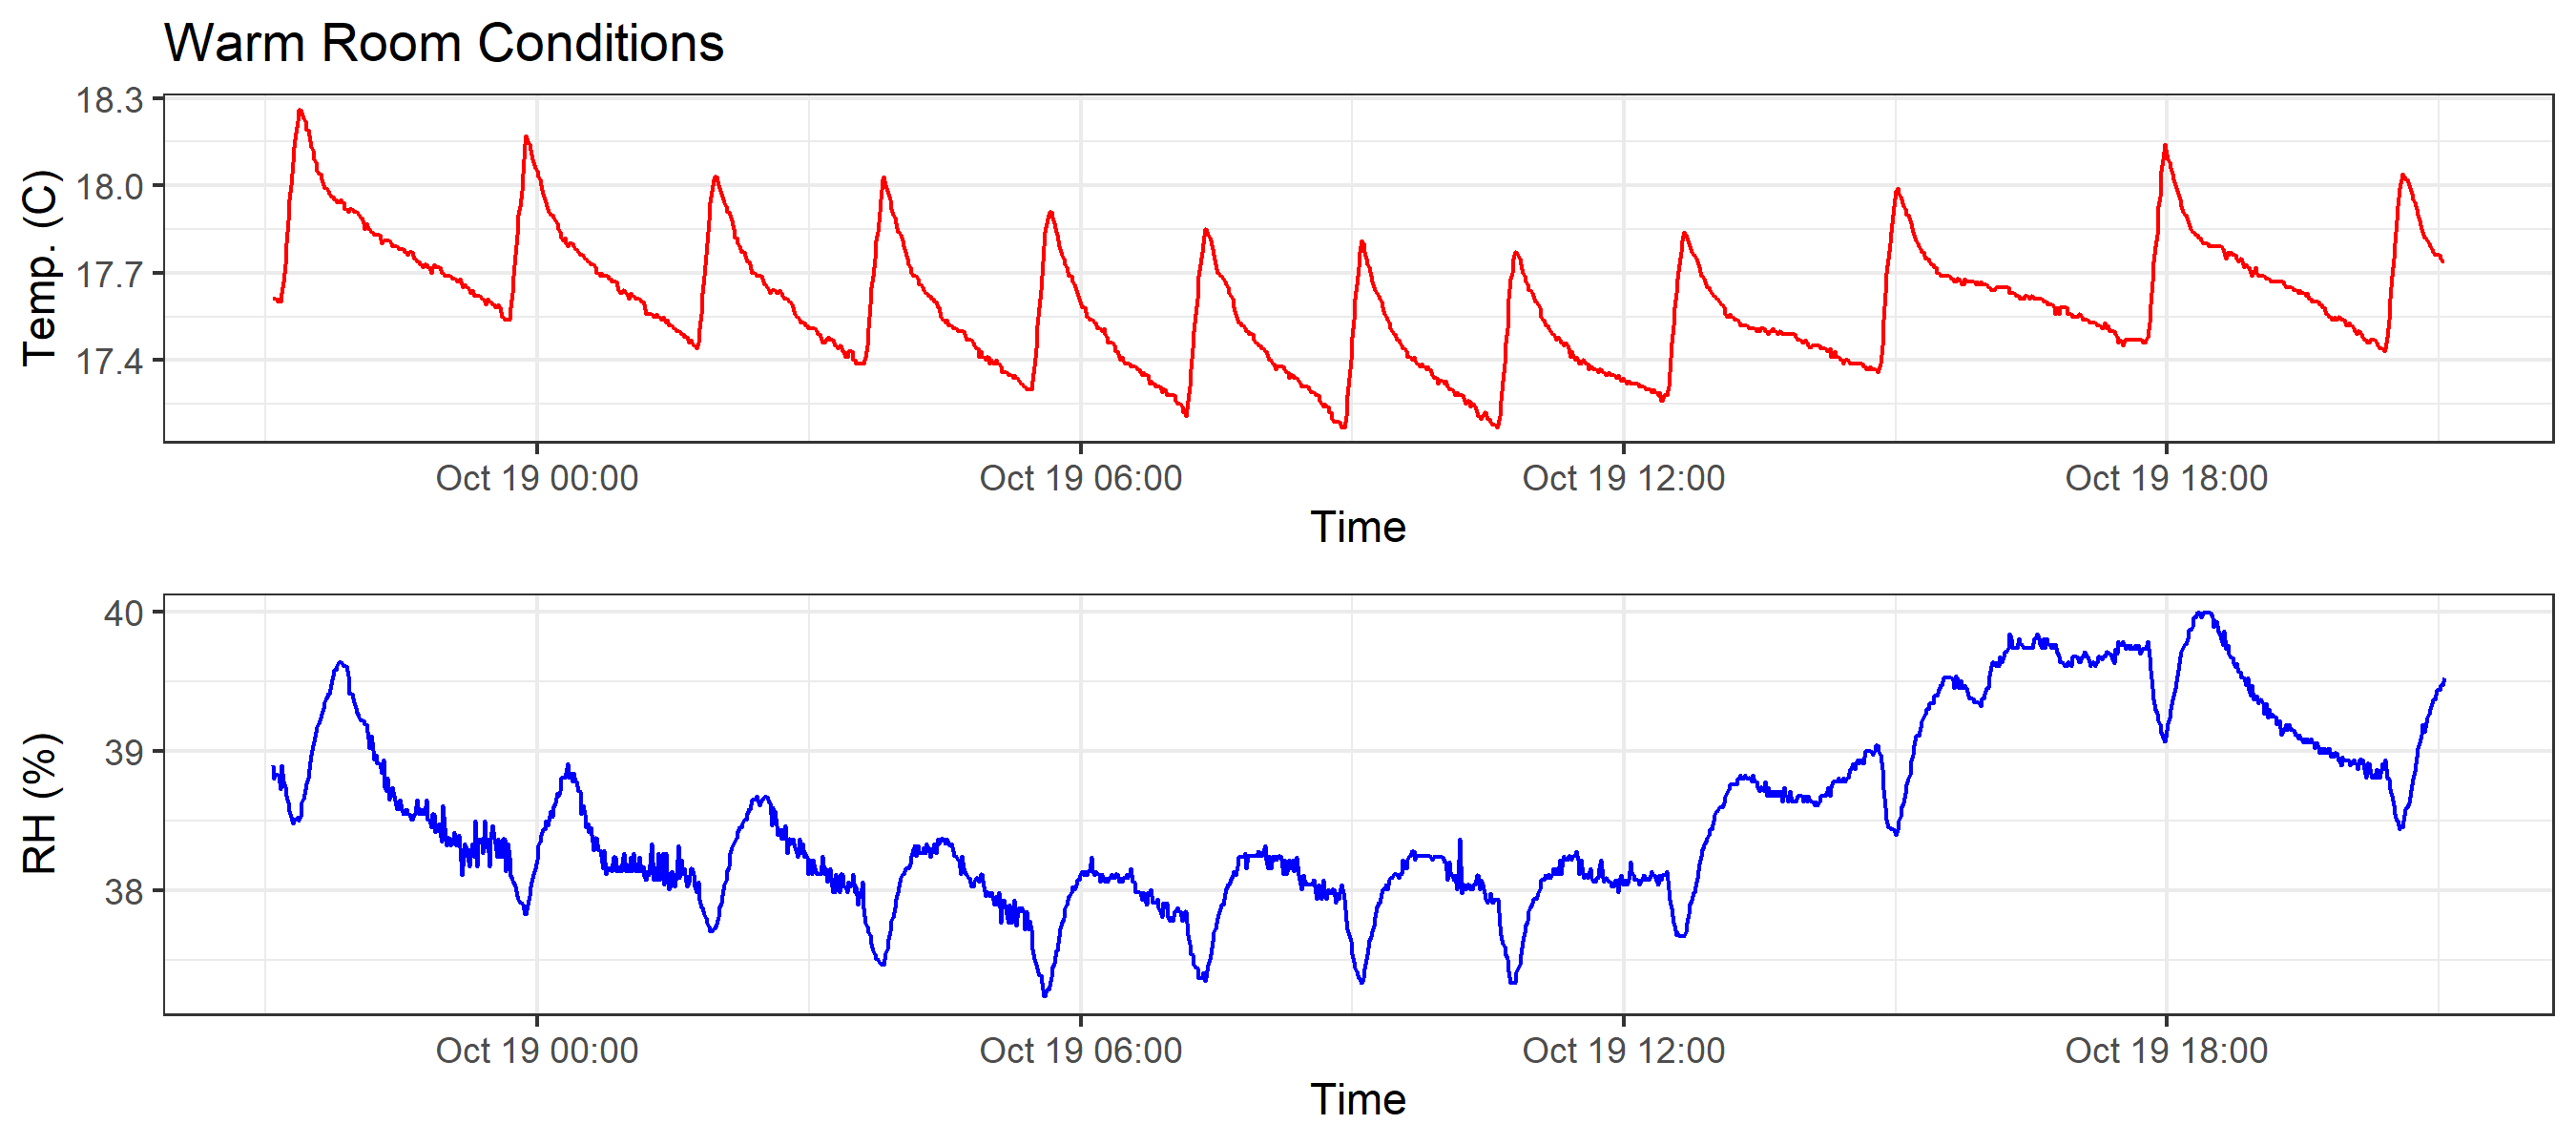 Warm Room Conditions
18.3
18.0
17.7
17.4
Temp. (C)
Oct 19 00:00 Oct 19 06:00 Oct 19 12:00 Oct 19 18:00
Time
40
39
38
RH (%)
Oct 19 00:00 Oct 19 06:00 Oct 19 12:00 Oct 19 18:00
Time